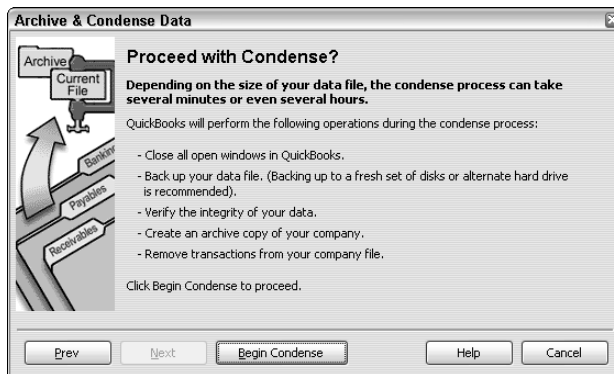 Archive & Condense Data
Archive
Current
File
Banking
Payables
Receivables
Proceed with Condense?
Depending on the size of your data file, the condense process can take
several minutes or even several hours.
QuickBooks will perform the following operations during the condense process:
- Close all open windows in QuickBooks.
- Back up your data file. (Backing up to a fresh set of disks or alternate hard drive
is recommended).
- Verify the integrity of your data.
- Create an archive copy of your company.
- Remove transactions from your company file.
Click Begin Condense to proceed.
Prev
Next
Begin Condense
Help
Cancel